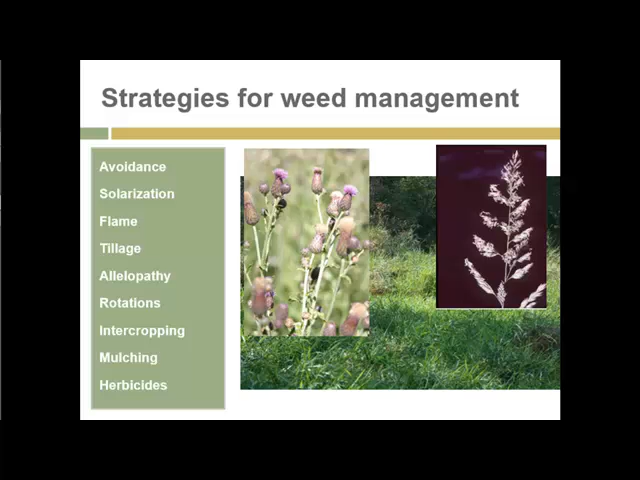 Strategies for weed management
Avoidance
Solarization
Flame
Tillage
Allelopathy
Rotations
Intercropping
Mulching
Herbicides